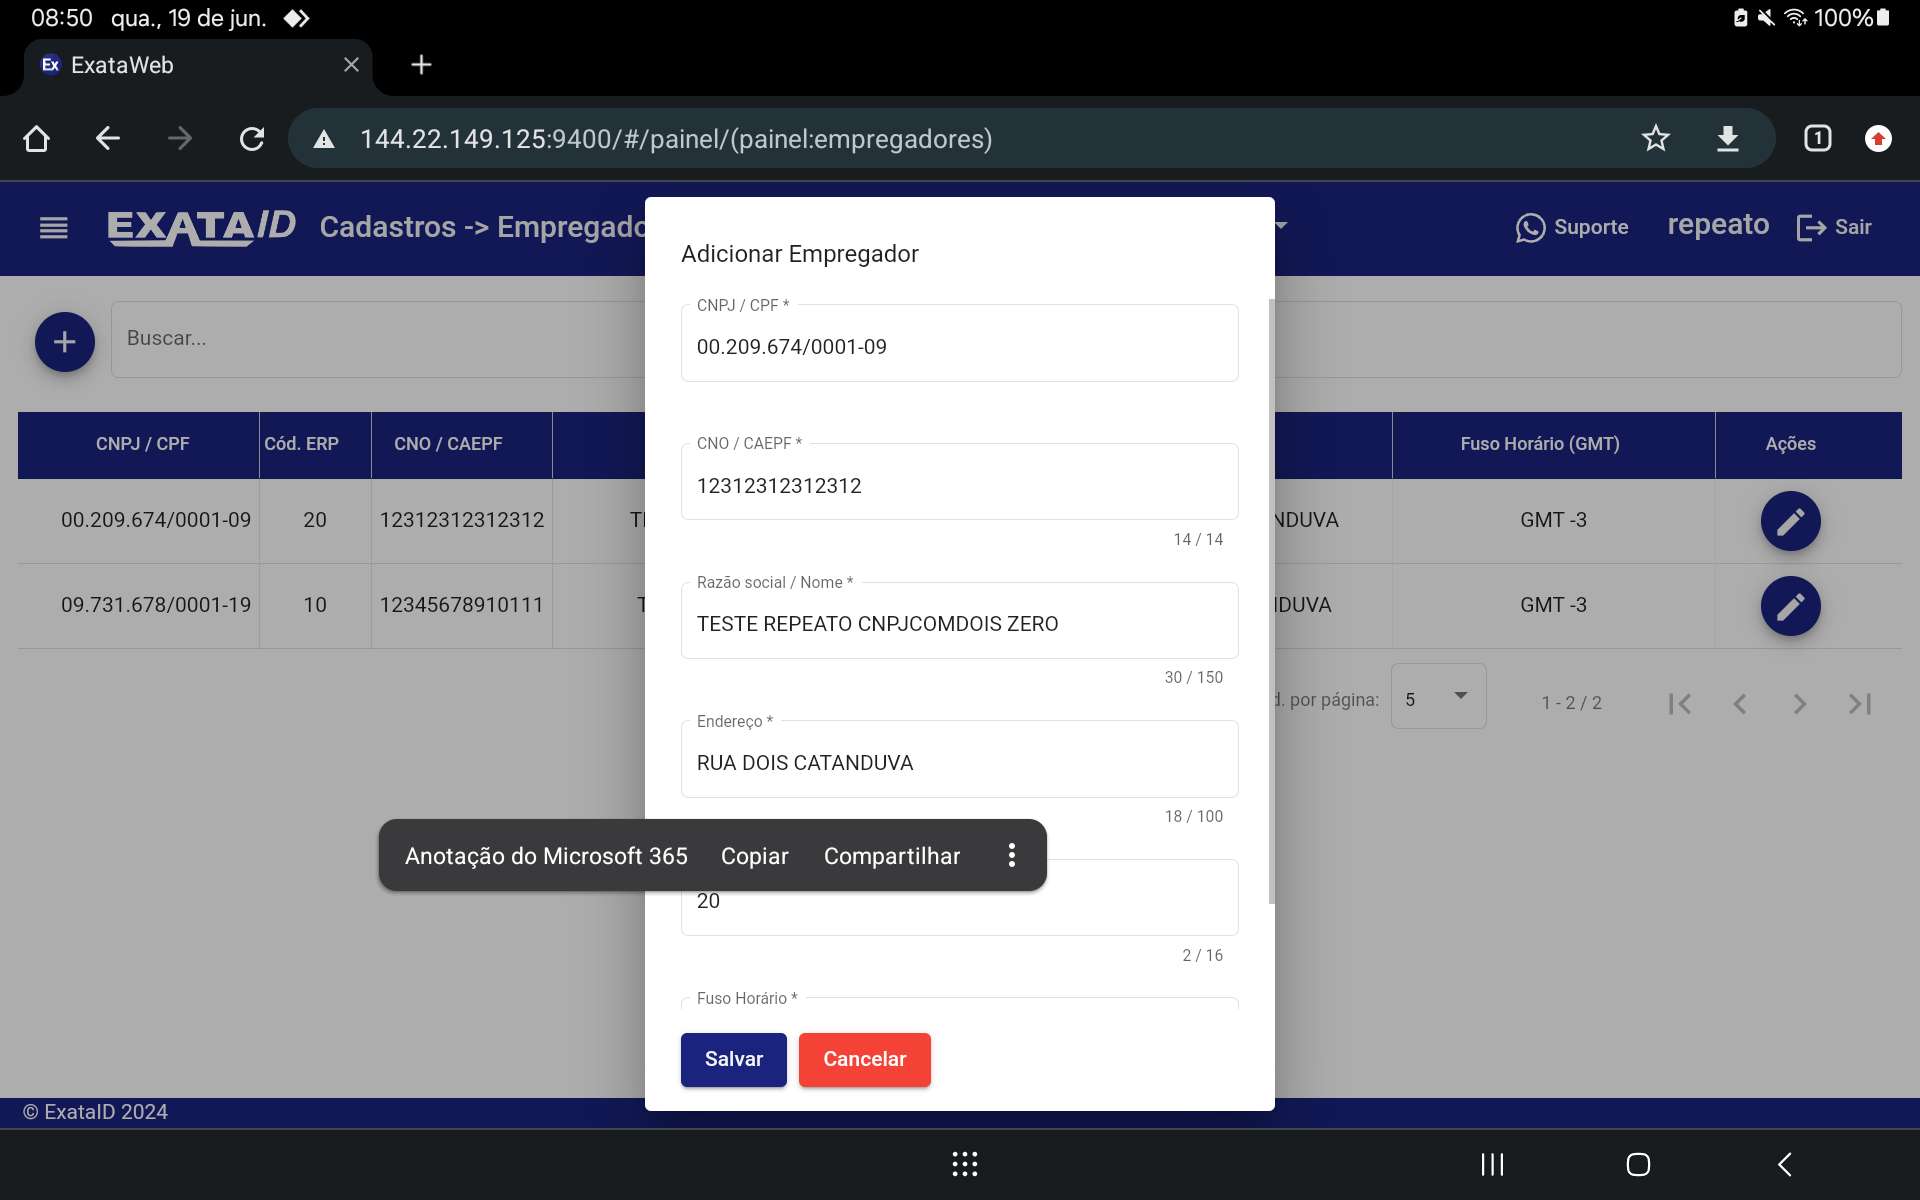 08:50 qua., 19 de jun. 100%
Ex ExataWeb
144.22.149.125:9400/#/painel/(painel:empregadores) 1
EXATAID Cadastros -> Empregado Suporte repeato Sair
Adicionar Empregador
Buscar...
CNPJ / CPF *
00.209.674/0001-09
CNPJ / CPF Cód. ERP CNO / CAEPF Fuso Horário (GMT) Ações
00.209.674/0001-09 20 12312312312312 NDUVA GMT -3
09.731.678/0001-19 10 12345678910111 DUVA GMT -3
CNO / CAEPF *
12312312312312
14 / 14
Razão social / Nome *
TESTE REPEATO CNPJCOMDOIS ZERO
30 / 150
d. por página: 5 1 - 2 / 2
Endereço *
RUA DOIS CATANDUVA
18 / 100
Anotação do Microsoft 365 Copiar Compartilhar
20
2 / 16
Fuso Horário *
Salvar Cancelar
© ExataID 2024